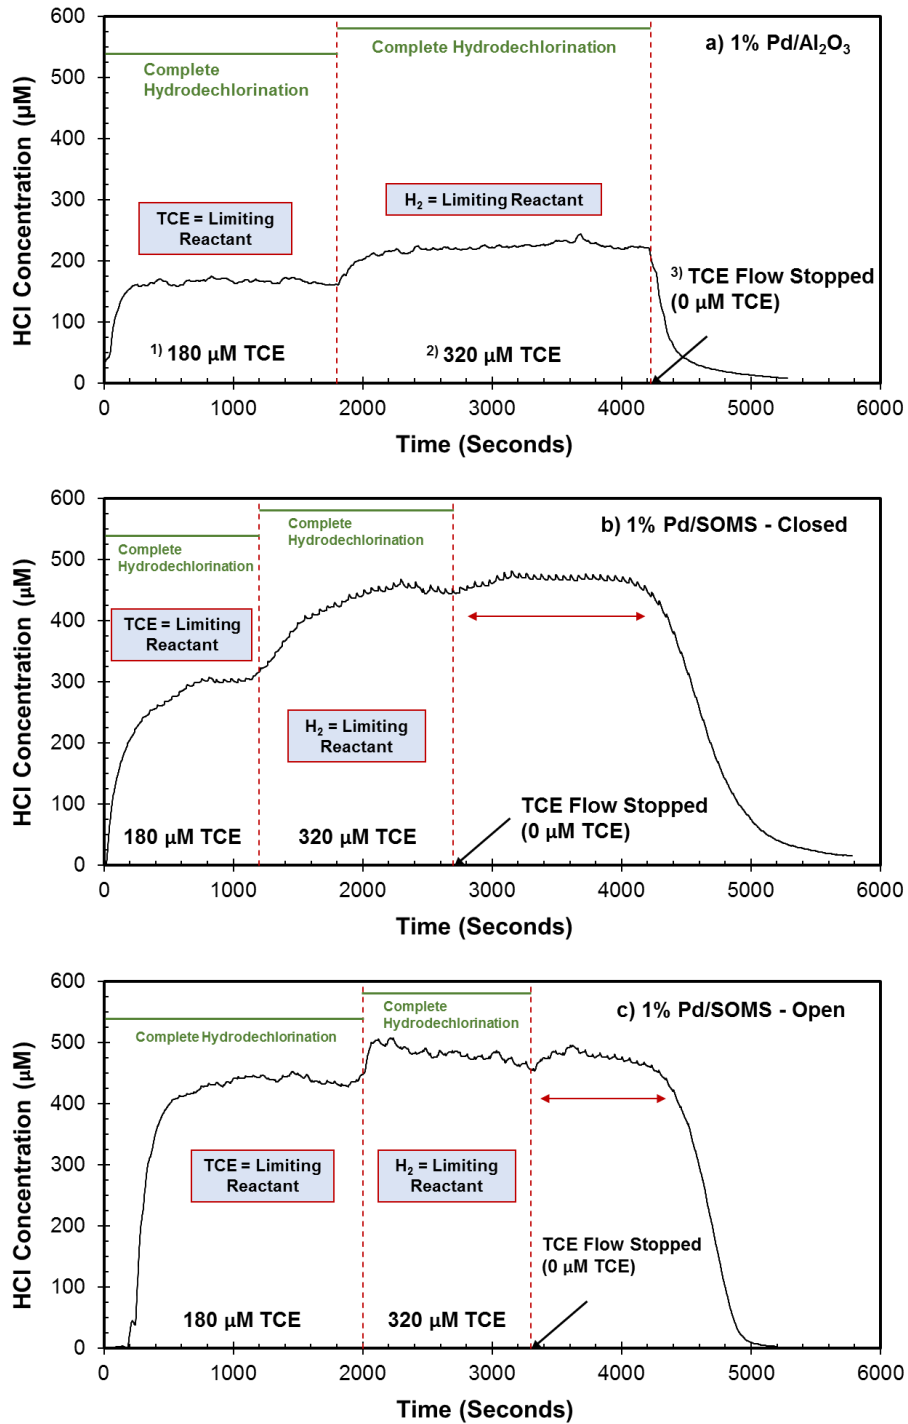 a) 1% Pd/Al₂O₃
HCl Concentration (µM)
600
500
400
300
200
100
0
Complete
Hydrodechlorination
Complete Hydrodechlorination
TCE = Limiting
Reactant
H₂ = Limiting Reactant
³⁾ TCE Flow Stopped
(0 µM TCE)
¹⁾ 180 µM TCE
²⁾ 320 µM TCE
0 1000 2000 3000 4000 5000 6000
Time (Seconds)
b) 1% Pd/SOMS - Closed
HCl Concentration (µM)
600
500
400
300
200
100
0
Complete
Hydrodechlorination
Complete
Hydrodechlorination
TCE = Limiting
Reactant
H₂ = Limiting
Reactant
TCE Flow Stopped
(0 µM TCE)
180 µM TCE
320 µM TCE
0 1000 2000 3000 4000 5000 6000
Time (Seconds)
c) 1% Pd/SOMS - Open
HCl Concentration (µM)
600
500
400
300
200
100
0
Complete Hydrodechlorination
Complete
Hydrodechlorination
TCE = Limiting
Reactant
H₂ = Limiting
Reactant
TCE Flow Stopped
(0 µM TCE)
180 µM TCE
320 µM TCE
0 1000 2000 3000 4000 5000 6000
Time (Seconds)